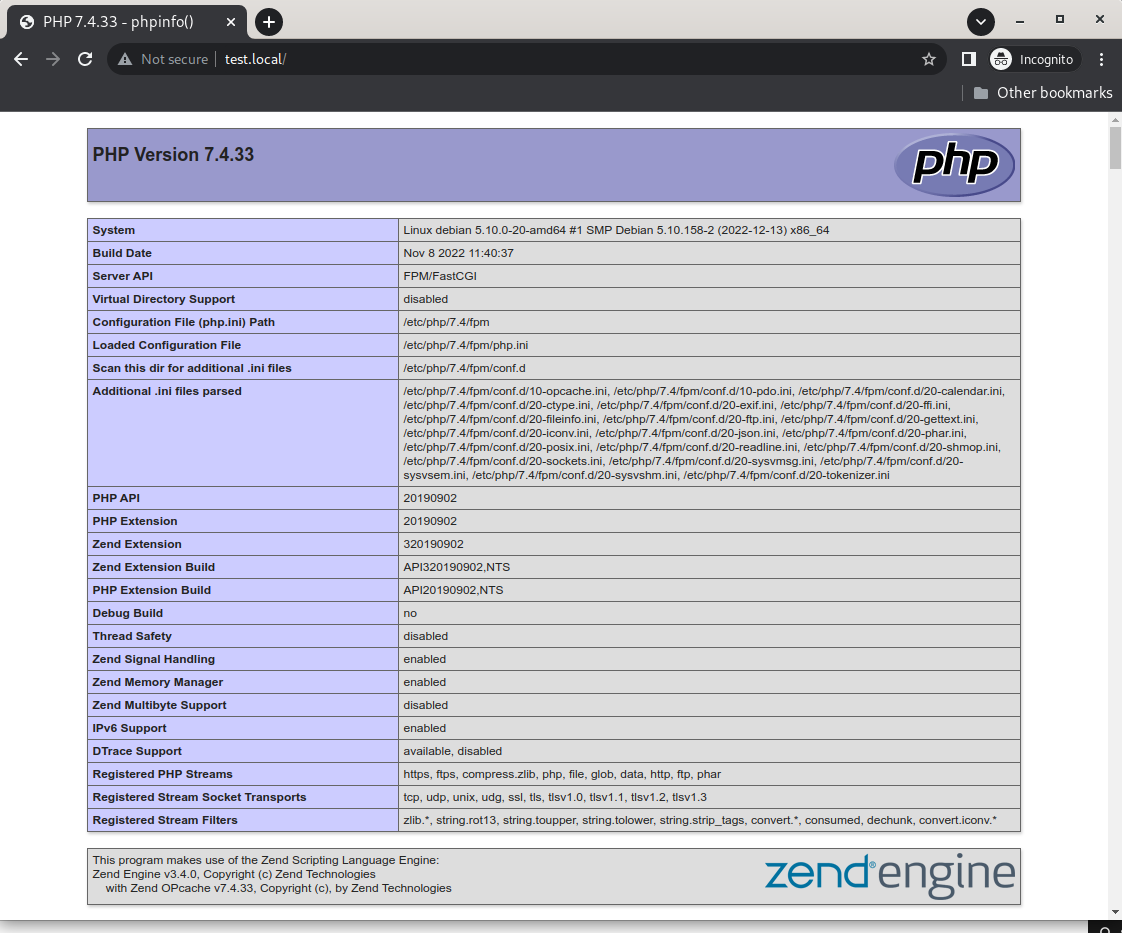 PHP 7.4.33 - phpinfo()
Not secure test.local/
Incognito
Other bookmarks
PHP Version 7.4.33
php
System Linux debian 5.10.0-20-amd64 #1 SMP Debian 5.10.158-2 (2022-12-13) x86_64
Build Date Nov 8 2022 11:40:37
Server API FPM/FastCGI
Virtual Directory Support disabled
Configuration File (php.ini) Path /etc/php/7.4/fpm
Loaded Configuration File /etc/php/7.4/fpm/php.ini
Scan this dir for additional .ini files /etc/php/7.4/fpm/conf.d
Additional .ini files parsed /etc/php/7.4/fpm/conf.d/10-opcache.ini, /etc/php/7.4/fpm/conf.d/10-pdo.ini, /etc/php/7.4/fpm/conf.d/20-calendar.ini,
/etc/php/7.4/fpm/conf.d/20-ctype.ini, /etc/php/7.4/fpm/conf.d/20-exif.ini, /etc/php/7.4/fpm/conf.d/20-ffi.ini,
/etc/php/7.4/fpm/conf.d/20-fileinfo.ini, /etc/php/7.4/fpm/conf.d/20-ftp.ini, /etc/php/7.4/fpm/conf.d/20-gettext.ini,
/etc/php/7.4/fpm/conf.d/20-iconv.ini, /etc/php/7.4/fpm/conf.d/20-json.ini, /etc/php/7.4/fpm/conf.d/20-phar.ini,
/etc/php/7.4/fpm/conf.d/20-posix.ini, /etc/php/7.4/fpm/conf.d/20-readline.ini, /etc/php/7.4/fpm/conf.d/20-shmop.ini,
/etc/php/7.4/fpm/conf.d/20-sockets.ini, /etc/php/7.4/fpm/conf.d/20-sysvmsg.ini, /etc/php/7.4/fpm/conf.d/20-
sysvsem.ini, /etc/php/7.4/fpm/conf.d/20-sysvshm.ini, /etc/php/7.4/fpm/conf.d/20-tokenizer.ini
PHP API 20190902
PHP Extension 20190902
Zend Extension 320190902
Zend Extension Build API320190902,NTS
PHP Extension Build API20190902,NTS
Debug Build no
Thread Safety disabled
Zend Signal Handling enabled
Zend Memory Manager enabled
Zend Multibyte Support disabled
IPv6 Support enabled
DTrace Support available, disabled
Registered PHP Streams https, ftps, compress.zlib, php, file, glob, data, http, ftp, phar
Registered Stream Socket Transports tcp, udp, unix, udg, ssl, tls, tlsv1.0, tlsv1.1, tlsv1.2, tlsv1.3
Registered Stream Filters zlib.*, string.rot13, string.toupper, string.tolower, string.strip_tags, convert.*, consumed, dechunk, convert.iconv.*
This program makes use of the Zend Scripting Language Engine:
Zend Engine v3.4.0, Copyright (c) Zend Technologies
with Zend OPcache v7.4.33, Copyright (c), by Zend Technologies
zend® engine